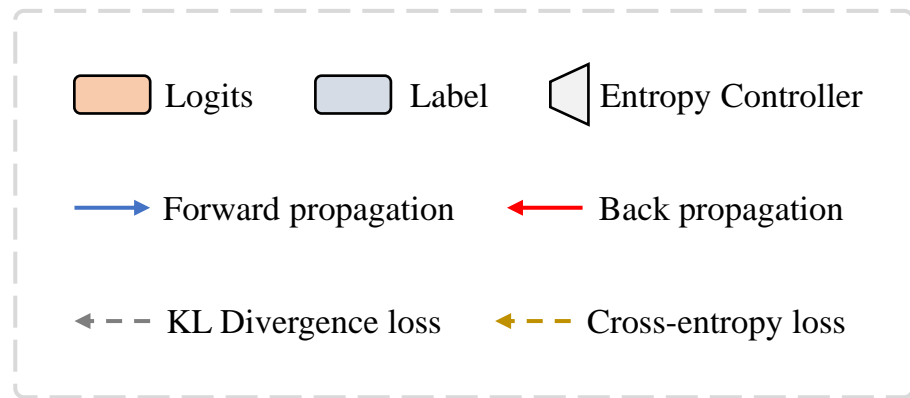 Logits Label Entropy Controller
Forward propagation Back propagation
KL Divergence loss Cross-entropy loss